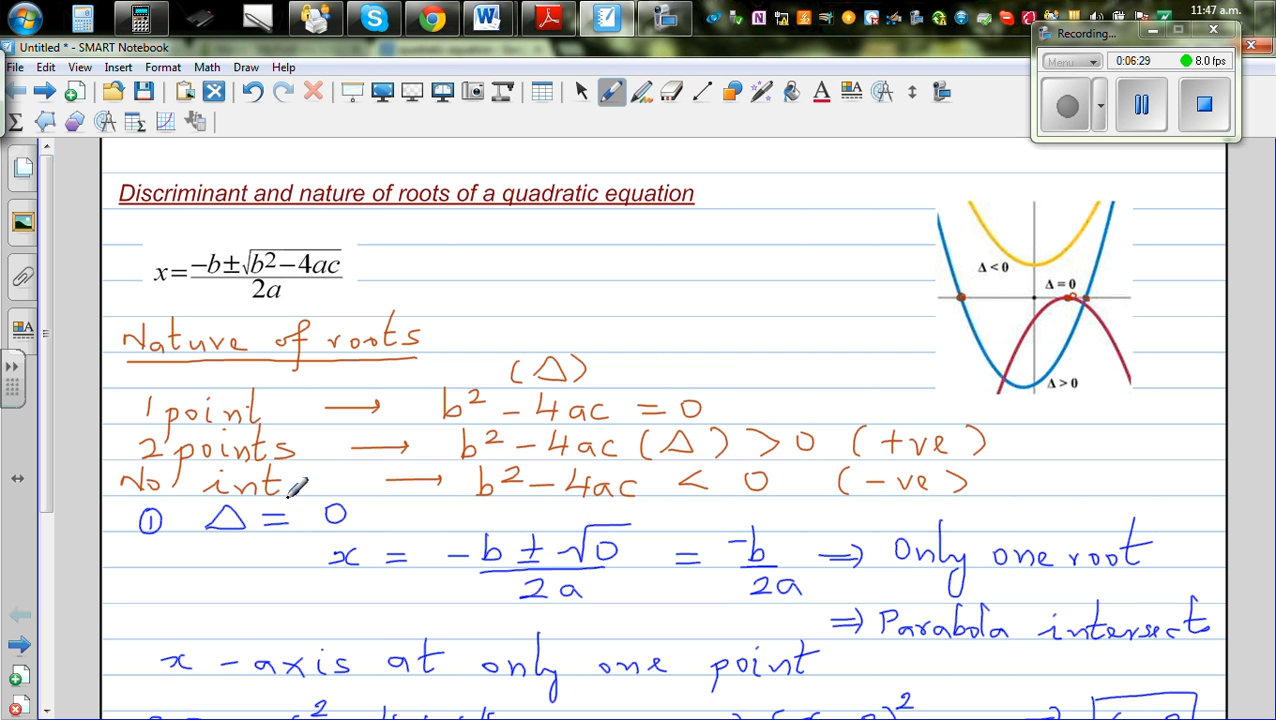 11:47 a.m.
Untitled * - SMART Notebook
Recording...
File Edit View Insert Format Math Draw Help
Menu 0:06:29 8.0 fps
Discriminant and nature of roots of a quadratic equation
x = −b±√b2−4ac / 2a
Δ < 0
Δ = 0
Δ > 0
Nature of roots
(Δ)
1 point → b² - 4ac = 0
2 points → b² - 4ac (Δ) > 0 (+ve)
No int → b² - 4ac < 0 (-ve)
① Δ = 0
x = -b ± √0 / 2a = -b / 2a ⇒ Only one root
⇒ Parabola intersects
x - axis at only one point